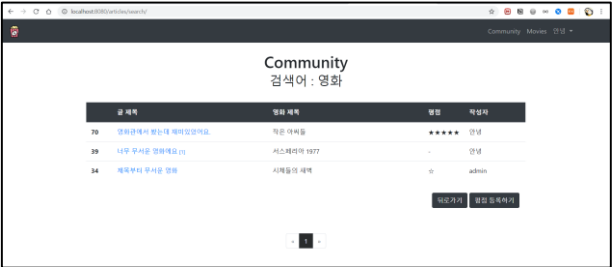 localhost:8080/articles/search/
Community Movies 안녕
Community
검색어 : 영화
글 제목 영화 제목 평점 작성자
70 영화관에서 봤는데 재미있었어요. 작은 아씨들 ★★★★★ 안녕
39 너무 무서운 영화에요 (1) 서스페리아 1977 - 안녕
34 제목부터 무서운 영화 시체들의 새벽 ☆ admin
뒤로가기 평점 등록하기
« 1 »